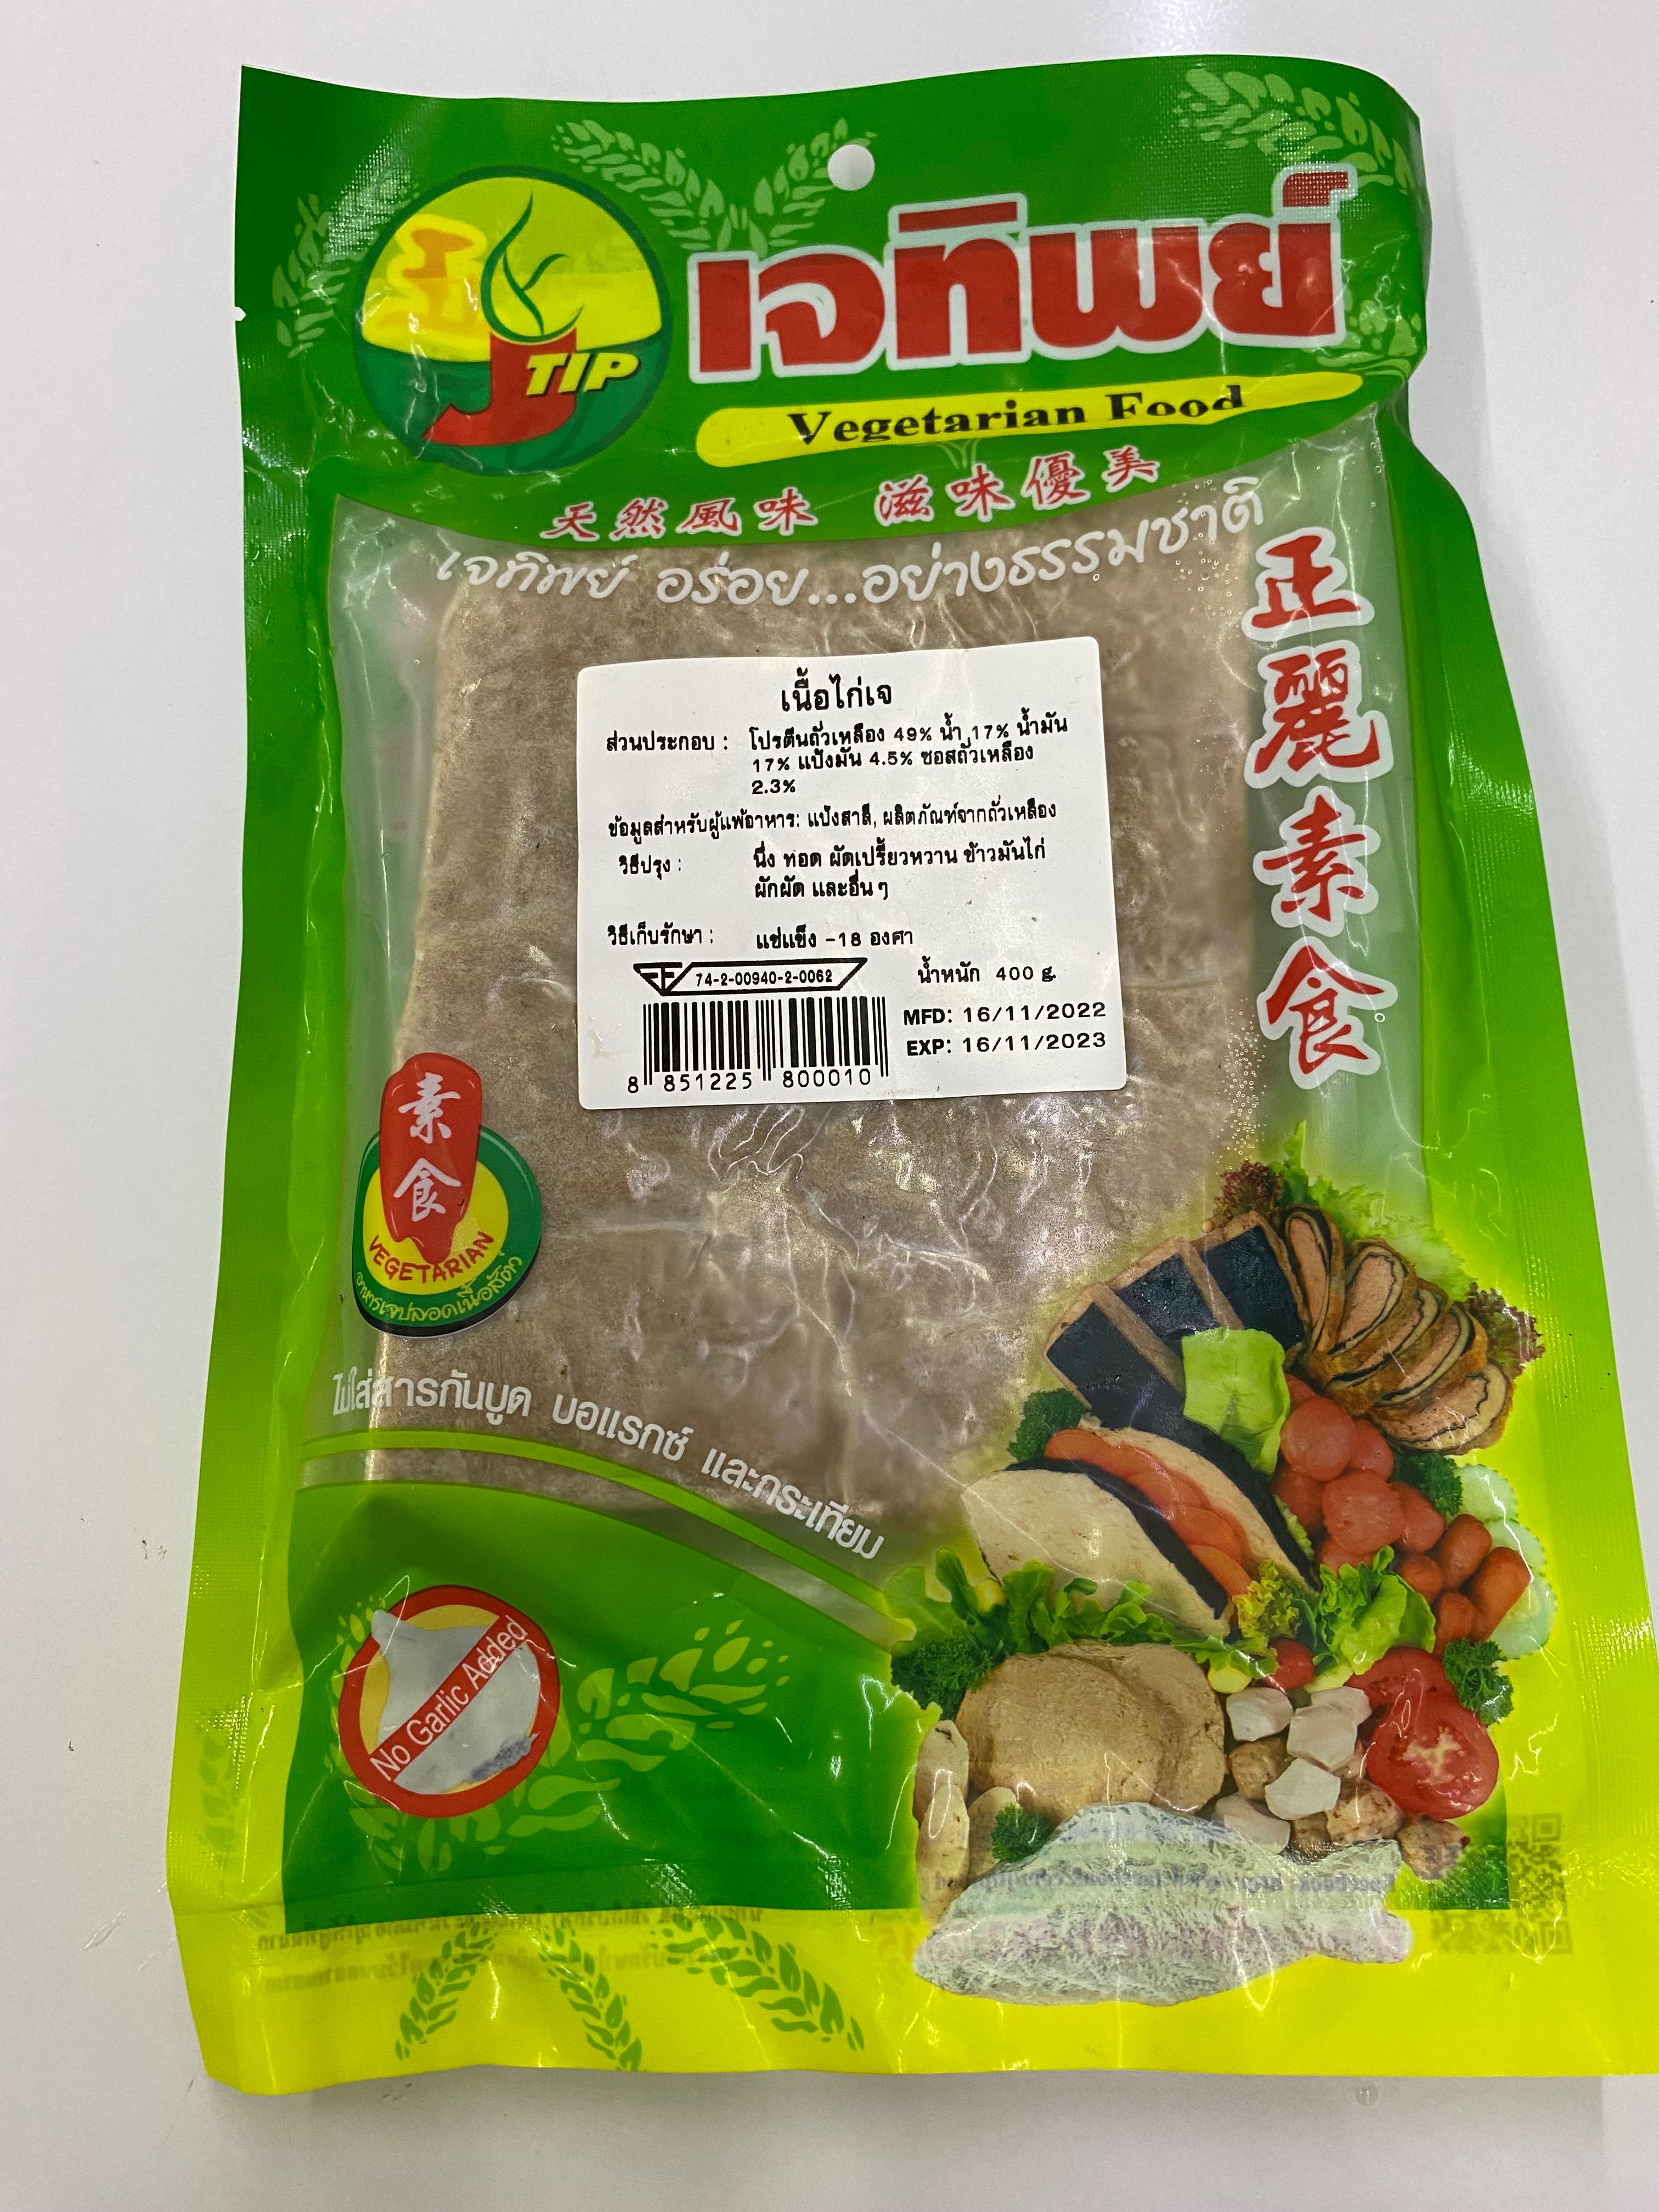 正
J TIP
เจทิพย์
Vegetarian Food
天然風味 滋味優美
เจทิพย์ อร่อย...อย่างธรรมชาติ
正麗素食
เนื้อไก่เจ
ส่วนประกอบ : โปรตีนถั่วเหลือง 49% น้ำ 17% น้ำมัน
17% แป้งมัน 4.5% ซอสถั่วเหลือง
2.3%
ข้อมูลสำหรับผู้แพ้อาหาร: แป้งสาลี, ผลิตภัณฑ์จากถั่วเหลือง
วิธีปรุง : นึ่ง ทอด ผัดเปรี้ยวหวาน ข้าวมันไก่
ผักผัด และอื่นๆ
วิธีเก็บรักษา : แช่แข็ง -18 องศา
74-2-00940-2-0062
น้ำหนัก 400 g.
MFD: 16/11/2022
EXP: 16/11/2023
8 851225 800010
素食
VEGETARIAN
อาหารเจปลอดเนื้อสัตว์
ไม่ใส่สารกันบูด บอแรกซ์ และกระเทียม
No Garlic Added